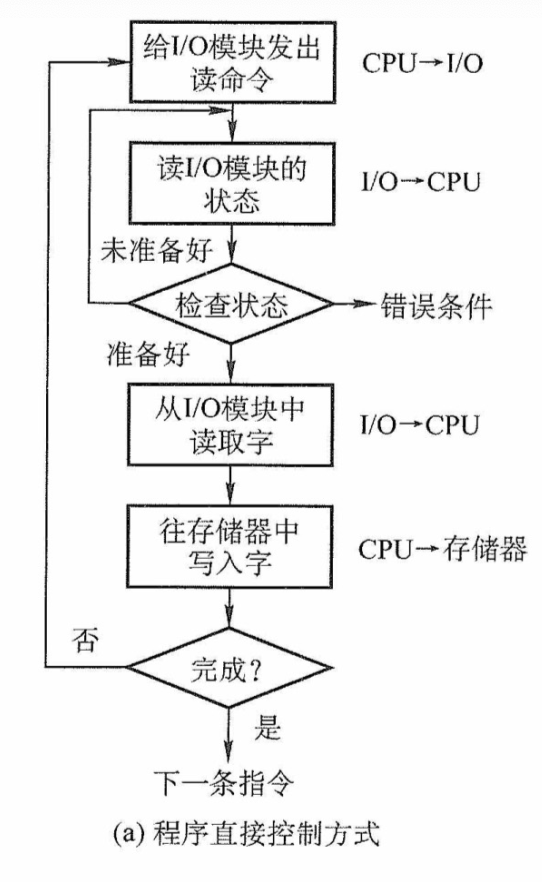 给I/O模块发出
读命令
CPU→I/O
读I/O模块的
状态
I/O→CPU
未准备好
检查状态
错误条件
准备好
从I/O模块中
读取字
I/O→CPU
往存储器中
写入字
CPU→存储器
否
完成？
是
下一条指令
(a) 程序直接控制方式